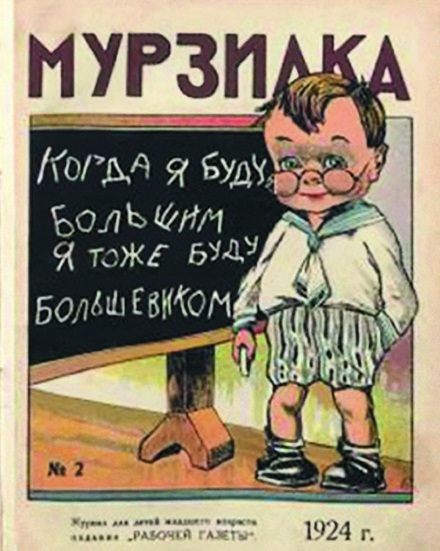 МУРЗИЛКА
КОГДА Я БУДУ
БОЛЬШИМ
Я ТОЖЕ БУДУ
БОЛЬШЕВИКОМ
№ 2
Журнал для детей младшего возраста
издания „РАБОЧЕЙ ГАЗЕТЫ".
1924 г.